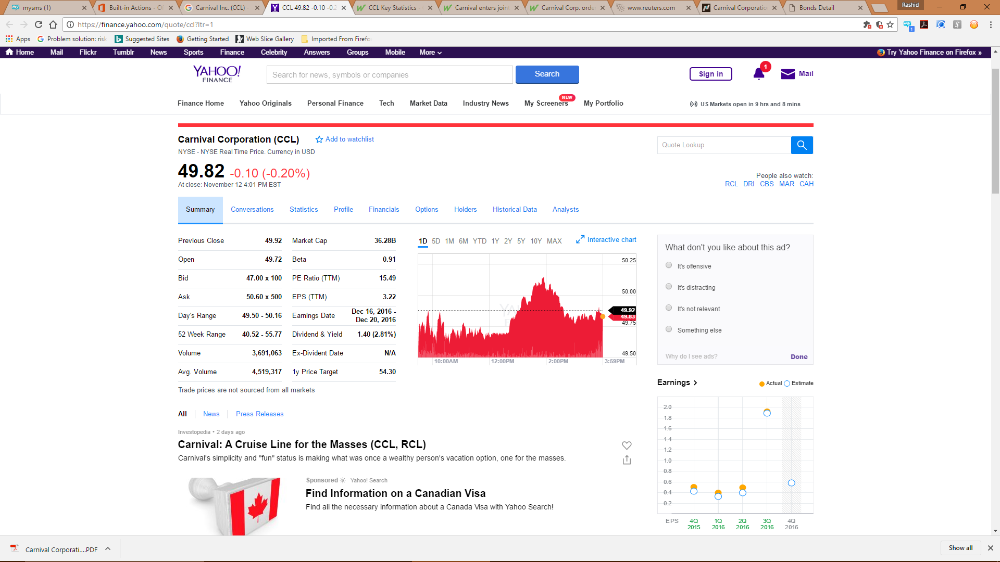 mysms (1)
Built-in Actions - Of
Carnival Inc. (CCL) -
CCL 49.82 -0.10 -0.2
CCL Key Statistics -
Carnival enters joint
Carnival Corp. orde
www.reuters.com
Carnival Corporatio
Bonds Detail
Rashid
https://finance.yahoo.com/quote/ccl?ltr=1
Apps
Problem solution: risk
Suggested Sites
Getting Started
Web Slice Gallery
Imported From Firefo
Home Mail Flickr Tumblr News Sports Finance Celebrity Answers Groups Mobile More
Try Yahoo Finance on Firefox »
YAHOO!
FINANCE
Search for news, symbols or companies
Search
Sign in
1
Mail
Finance Home Yahoo Originals Personal Finance Tech Market Data Industry News My Screeners NEW My Portfolio
US Markets open in 9 hrs and 8 mins
Carnival Corporation (CCL)
Add to watchlist
Quote Lookup
NYSE - NYSE Real Time Price. Currency in USD
49.82 -0.10 (-0.20%)
At close: November 12 4:01 PM EST
People also watch:
RCL DRI CBS MAR CAH
Summary Conversations Statistics Profile Financials Options Holders Historical Data Analysts
Previous Close 49.92
Open 49.72
Bid 47.00 x 100
Ask 50.60 x 500
Day's Range 49.50 - 50.16
52 Week Range 40.52 - 55.77
Volume 3,691,063
Avg. Volume 4,519,317
Market Cap 36.28B
Beta 0.91
PE Ratio (TTM) 15.49
EPS (TTM) 3.22
Earnings Date Dec 16, 2016 -
Dec 20, 2016
Dividend & Yield 1.40 (2.81%)
Ex-Divident Date N/A
1y Price Target 54.30
Trade prices are not sourced from all markets
1D 5D 1M 6M YTD 1Y 2Y 5Y 10Y MAX
Interactive chart
50.25
50.00
49.92
49.83
49.75
49.50
10:00AM 12:00PM 2:00PM 3:59PM
What don't you like about this ad?
It's offensive
It's distracting
It's not relevant
Something else
Why do I see ads?
Done
Earnings
Actual Estimate
2.0
1.8
1.6
1.4
1.2
1.0
0.8
0.6
0.4
0.2
EPS 4Q 1Q 2Q 3Q 4Q
2015 2016 2016 2016 2016
All News Press Releases
Investopedia • 2 days ago
Carnival: A Cruise Line for the Masses (CCL, RCL)
Carnival's simplicity and "fun" status is making what was once a wealthy person's vacation option, one for the masses.
Sponsored Yahoo! Search
Find Information on a Canadian Visa
Find all the necessary information about a Canada Visa with Yahoo Search!
Carnival Corporati....PDF
Show all